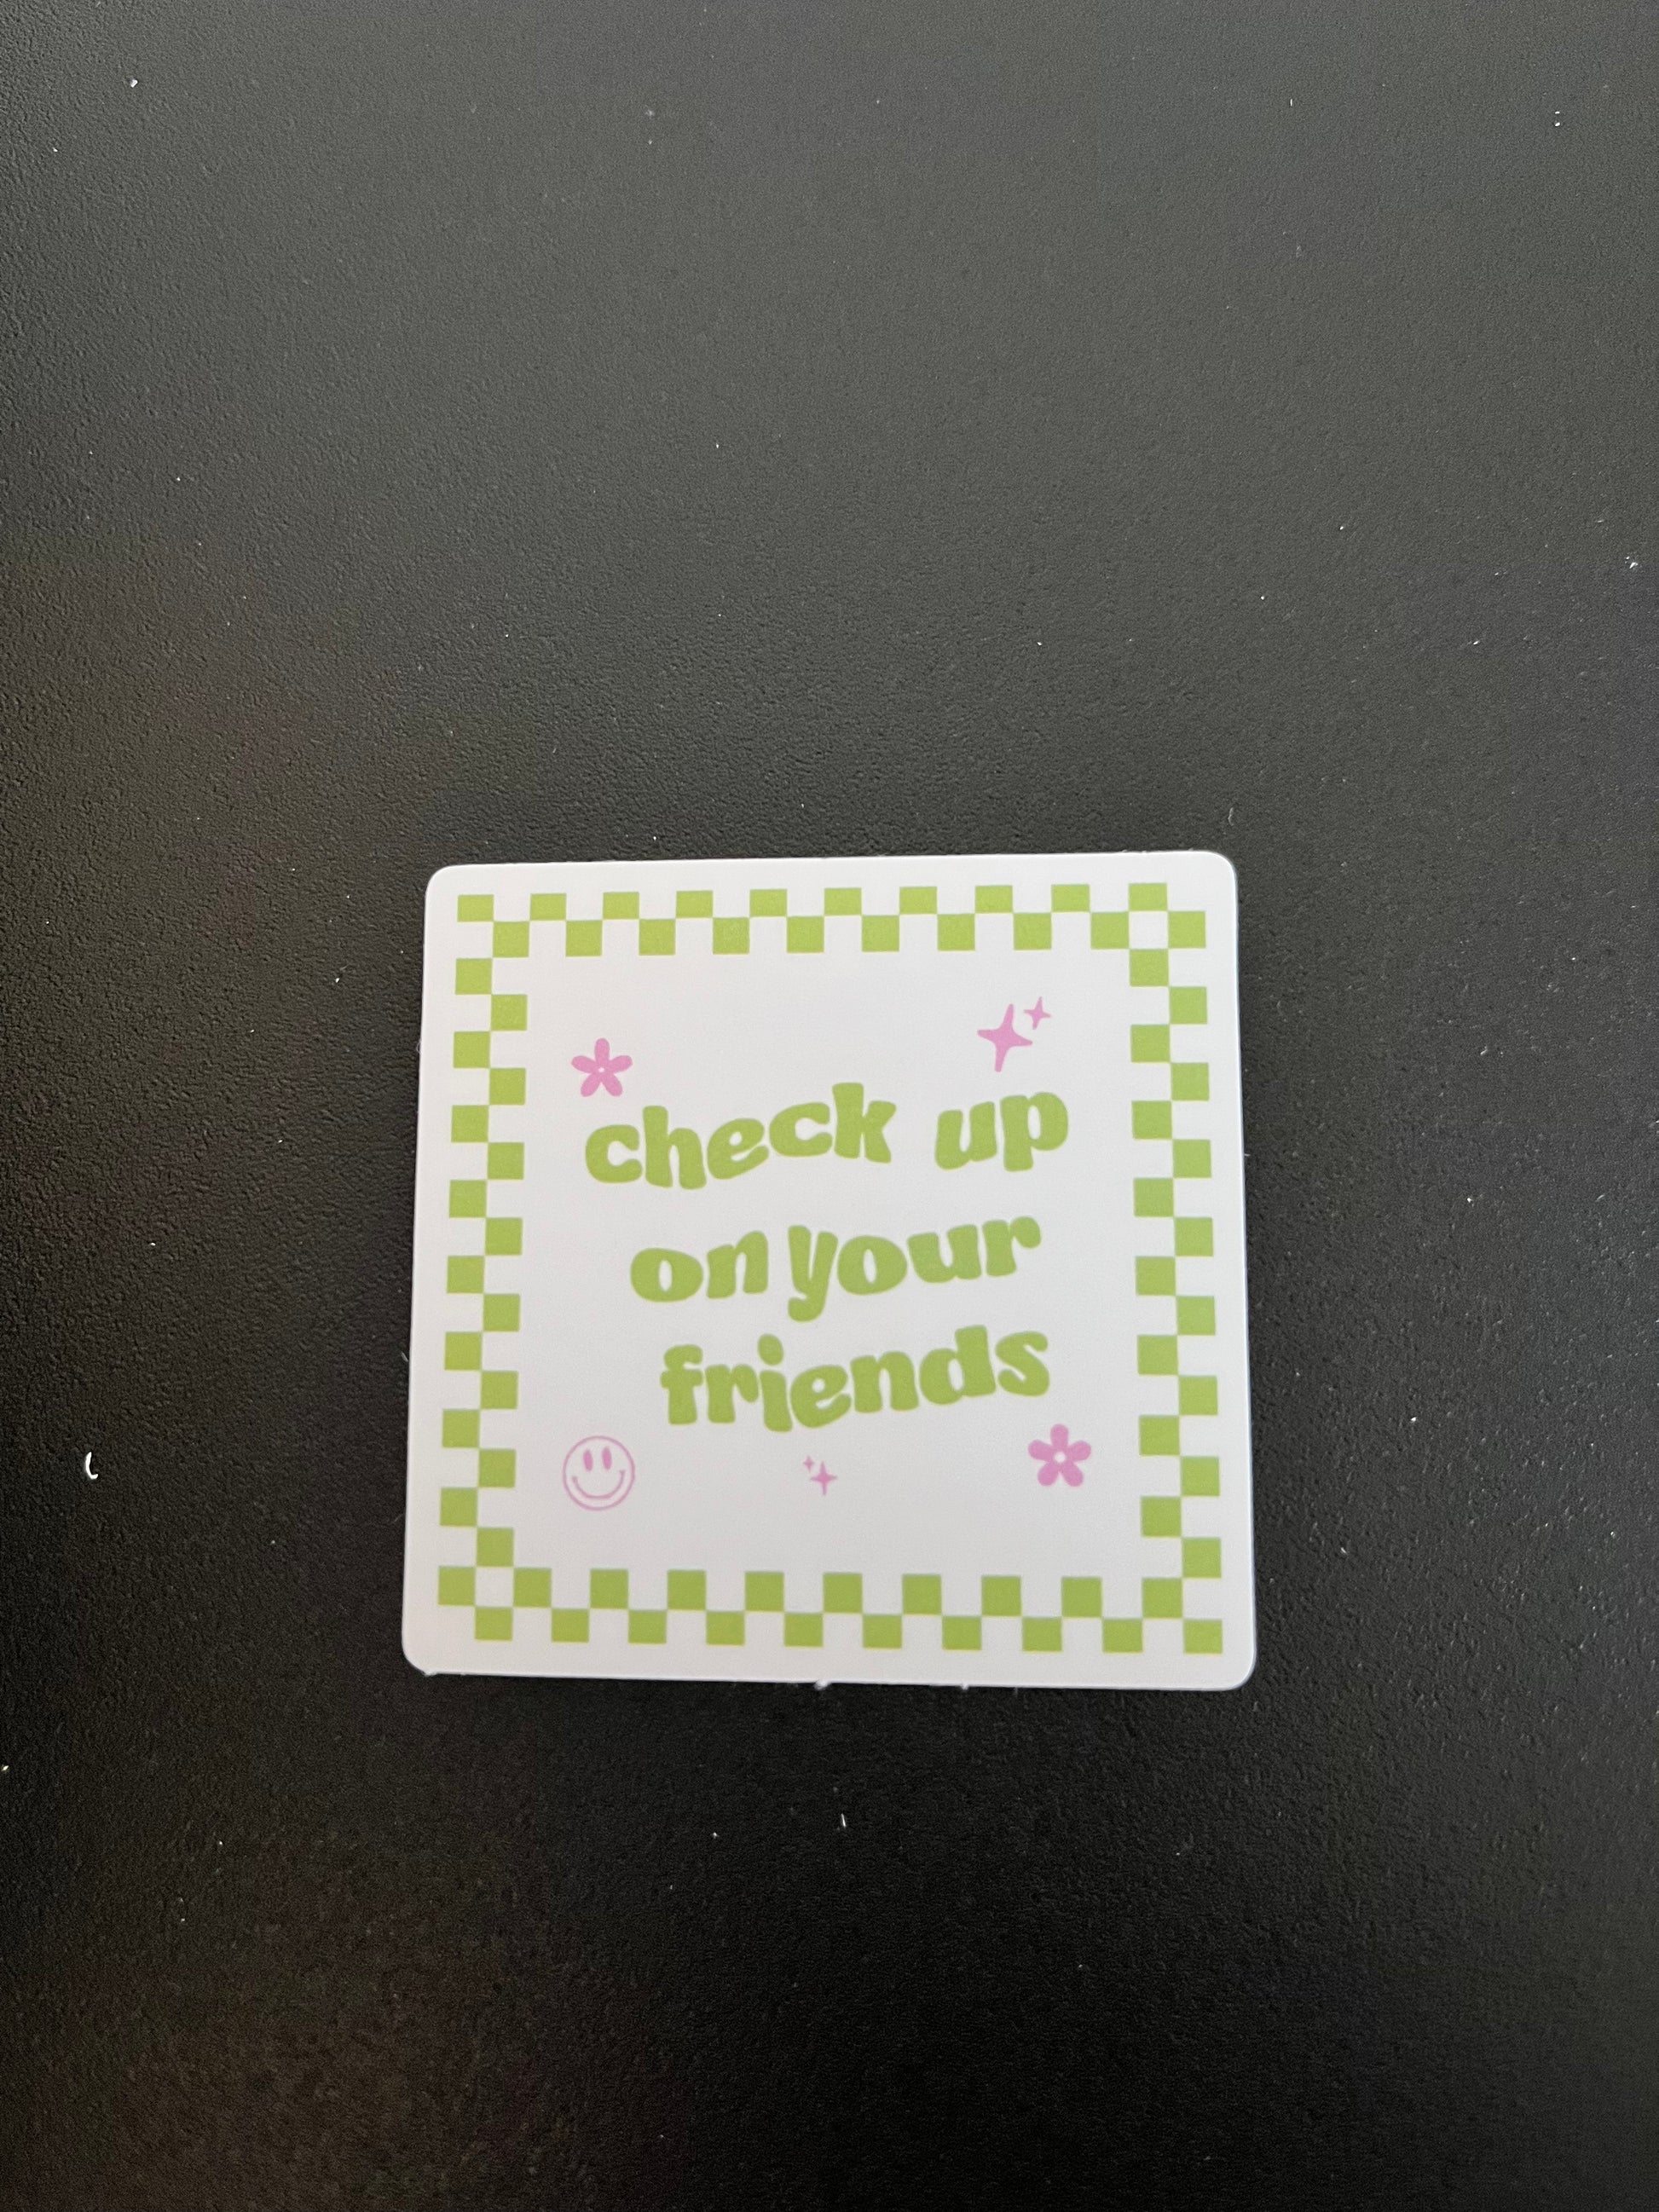 check up
on your
friends